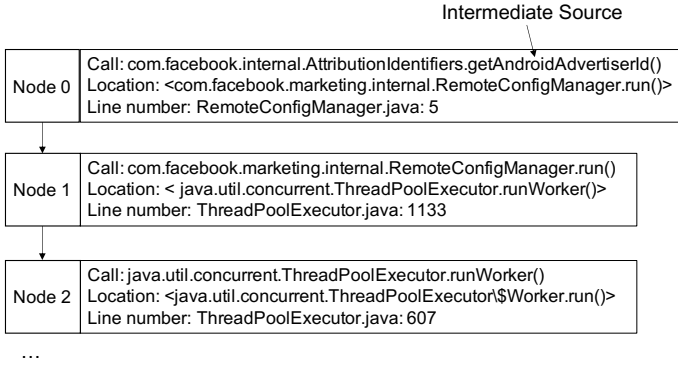 Intermediate Source
Node 0
Call: com.facebook.internal.AttributionIdentifiers.getAndroidAdvertiserId()
Location: <com.facebook.marketing.internal.RemoteConfigManager.run()>
Line number: RemoteConfigManager.java: 5
Node 1
Call: com.facebook.marketing.internal.RemoteConfigManager.run()
Location: < java.util.concurrent.ThreadPoolExecutor.runWorker()>
Line number: ThreadPoolExecutor.java: 1133
Node 2
Call: java.util.concurrent.ThreadPoolExecutor.runWorker()
Location: <java.util.concurrent.ThreadPoolExecutor\$Worker.run()>
Line number: ThreadPoolExecutor.java: 607
...